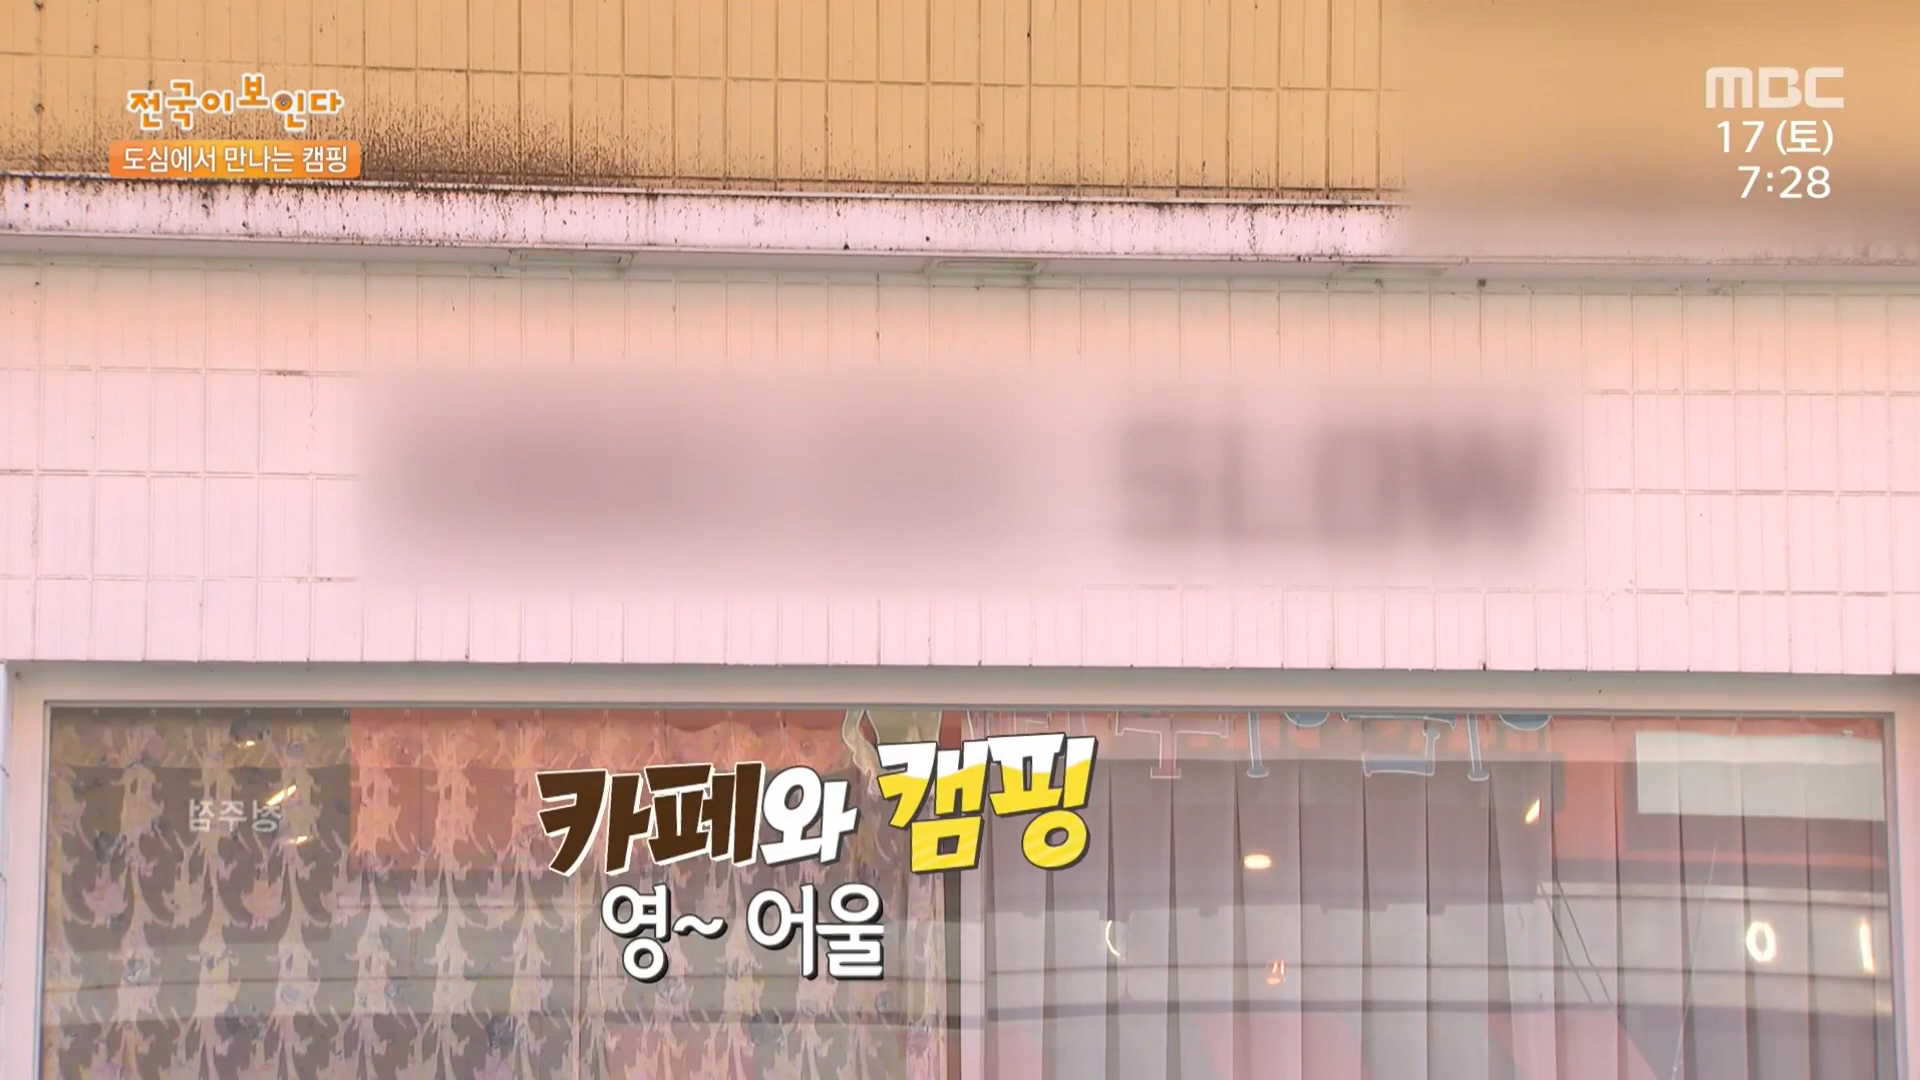 전국이보인다
도심에서 만나는 캠핑
MBC
17 (토)
7:28
SLOW
카페와 캠핑
영~ 어울